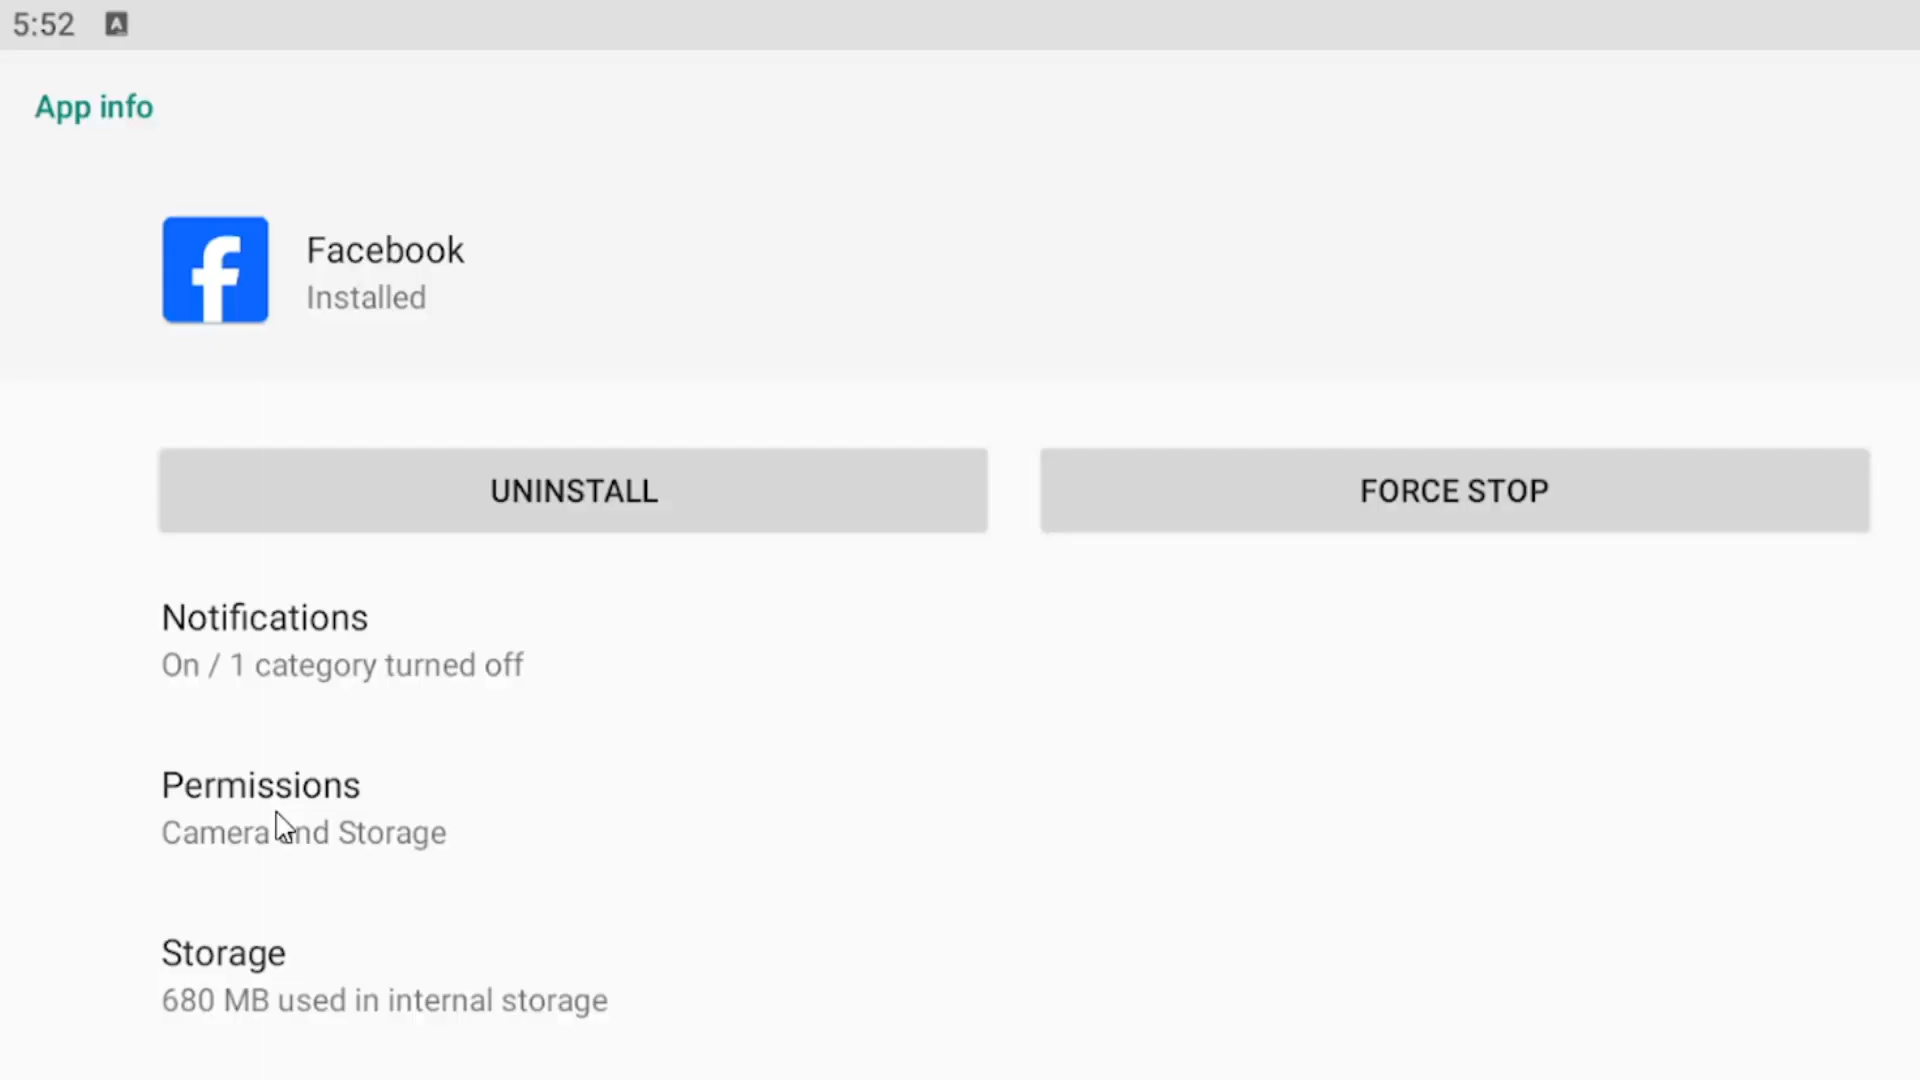 5:52 A
App info
Facebook
Installed
UNINSTALL
FORCE STOP
Notifications
On / 1 category turned off
Permissions
Camera and Storage
Storage
680 MB used in internal storage